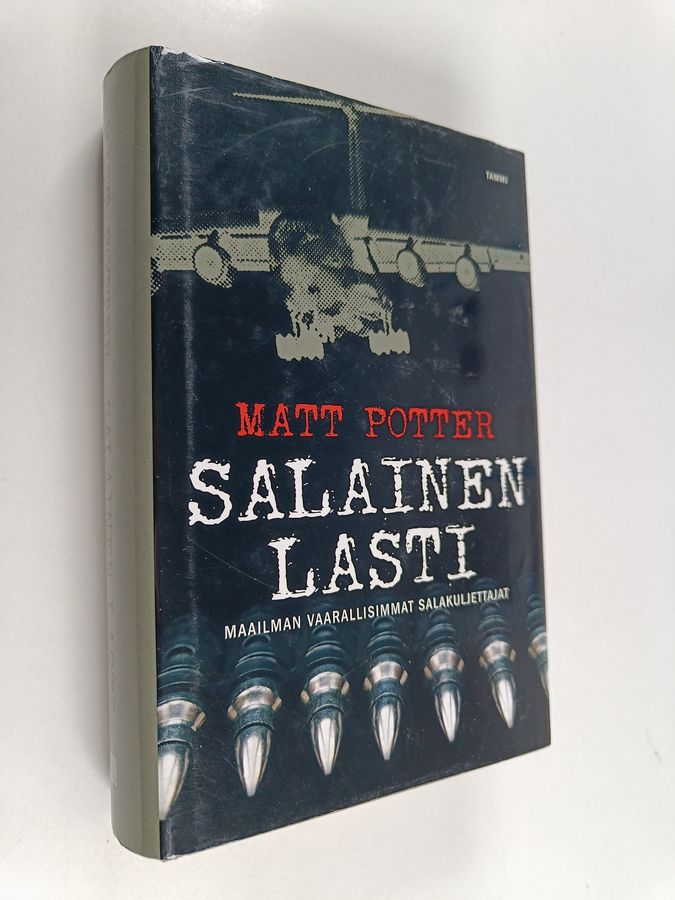 TAMMI
MATT POTTER
SALAINEN
LASTI
MAAILMAN VAARALLISIMMAT SALAKULJETTAJAT